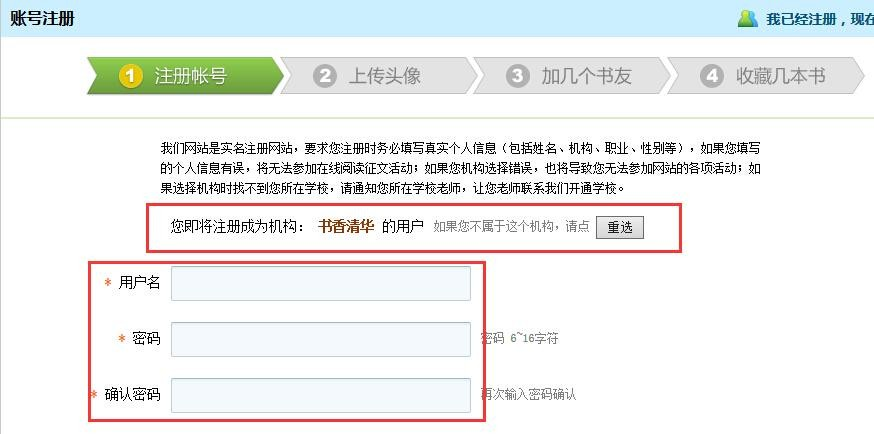 账号注册
我已经注册，现在
1 注册帐号 2 上传头像 3 加几个书友 4 收藏几本书
我们网站是实名注册网站，要求您注册时务必填写真实个人信息（包括姓名、机构、职业、性别等），如果您填写
的个人信息有误，将无法参加在线阅读征文活动；如果您机构选择错误，也将导致您无法参加网站的各项活动；如
果选择机构时找不到您所在学校，请通知您所在学校老师，让您老师联系我们开通学校。
您即将注册成为机构： 书香清华 的用户 如果您不属于这个机构，请点 重选
* 用户名
* 密码 密码 6~16字符
* 确认密码 再次输入密码确认